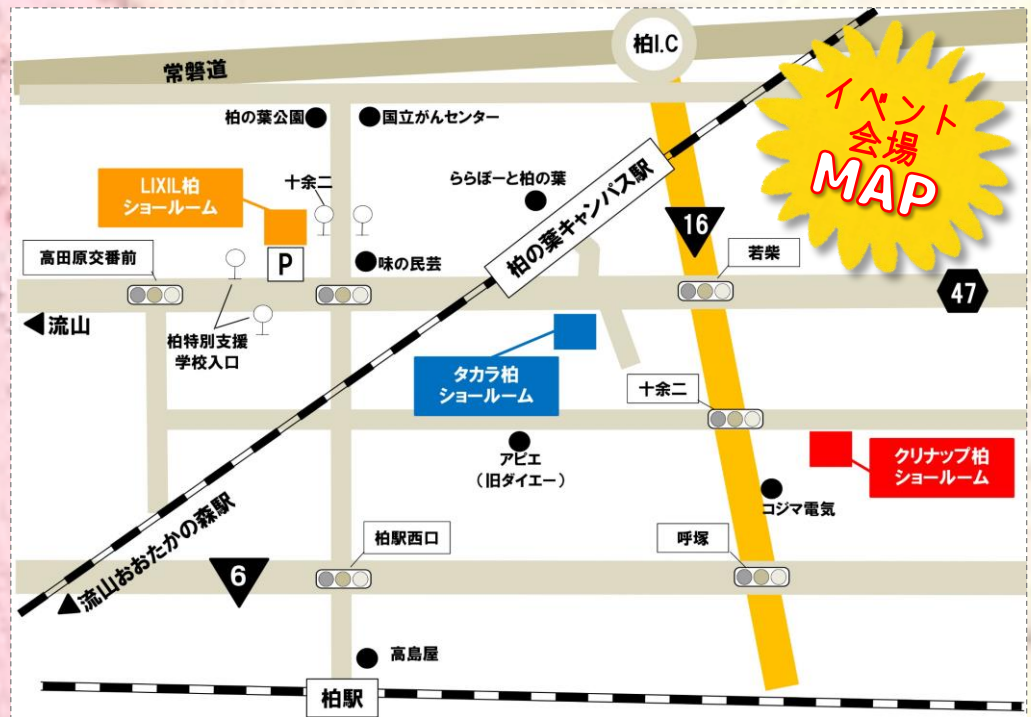 柏I.C
常磐道
イベント
会場
MAP
柏の葉公園
国立がんセンター
LIXIL柏
ショールーム
十余二
ららぽーと柏の葉
柏の葉キャンパス駅
16
高田原交番前
P
味の民芸
若柴
47
流山
柏特別支援
学校入口
タカラ柏
ショールーム
十余二
アピエ
(旧ダイエー)
クリナップ柏
ショールーム
コジマ電気
流山おおたかの森駅
6
柏駅西口
呼塚
高島屋
柏駅